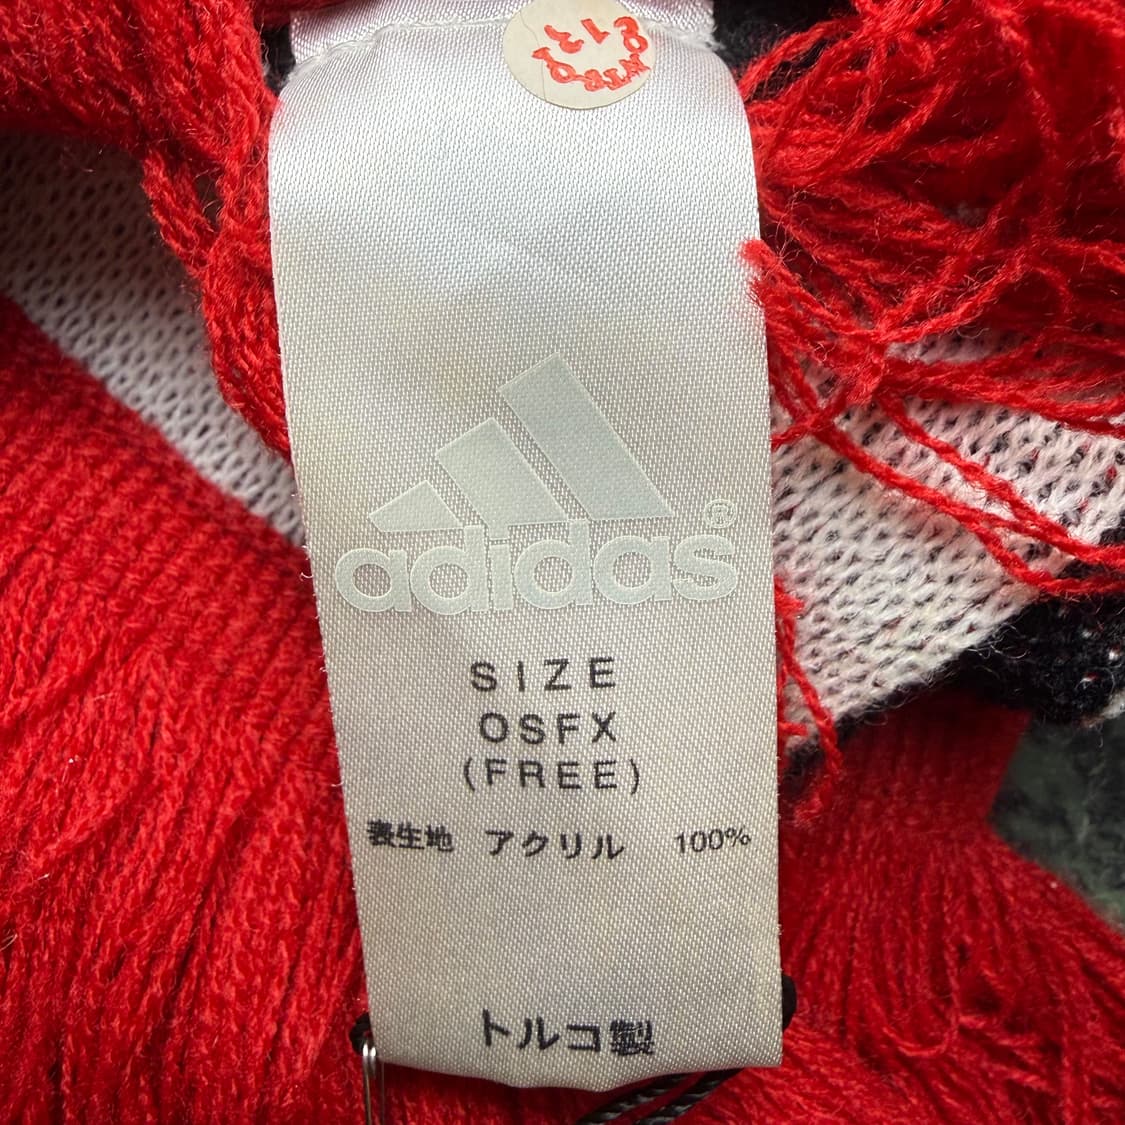 adidas®
SIZE
OSFX
(FREE)
表生地 アクリル 100%
トルコ製